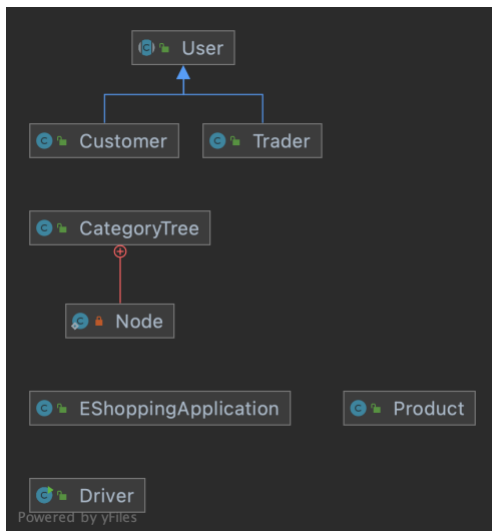 User
Customer
Trader
CategoryTree
Node
EShoppingApplication
Product
Driver
Powered by yFiles